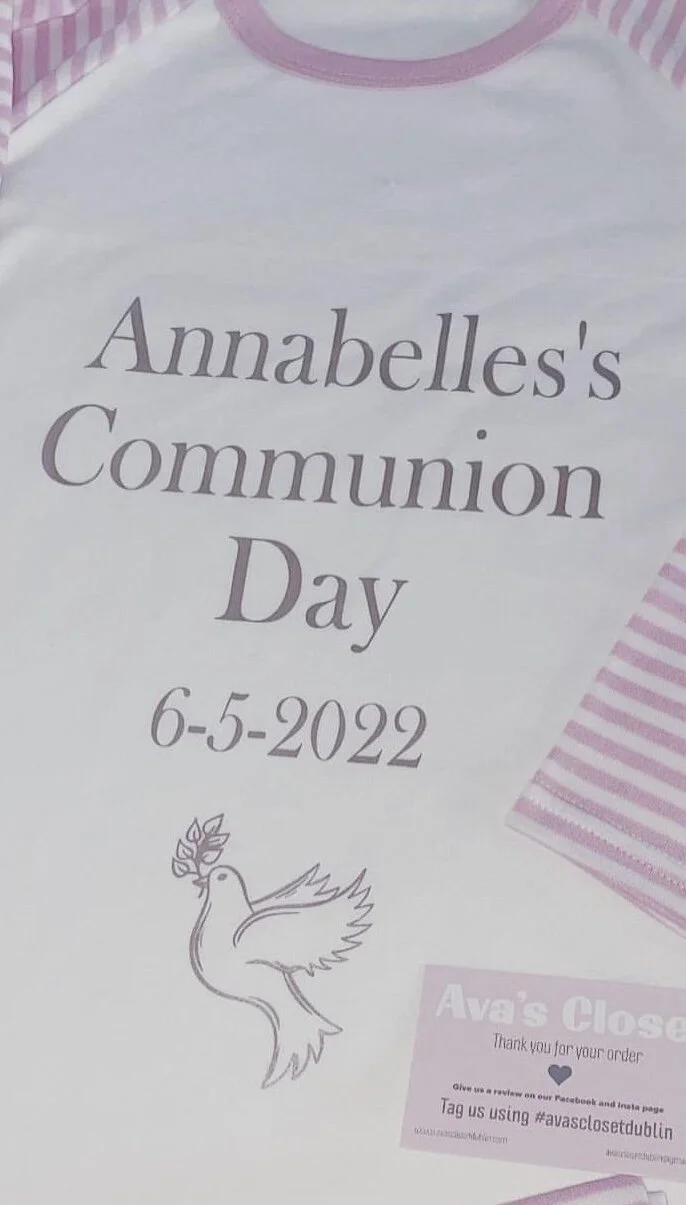 Annabelles's
Communion
Day
6-5-2022
Ava's Close
Thank you for your order
Give us a review on our Facebook and Insta page
Tag us using #avasclosetdublin